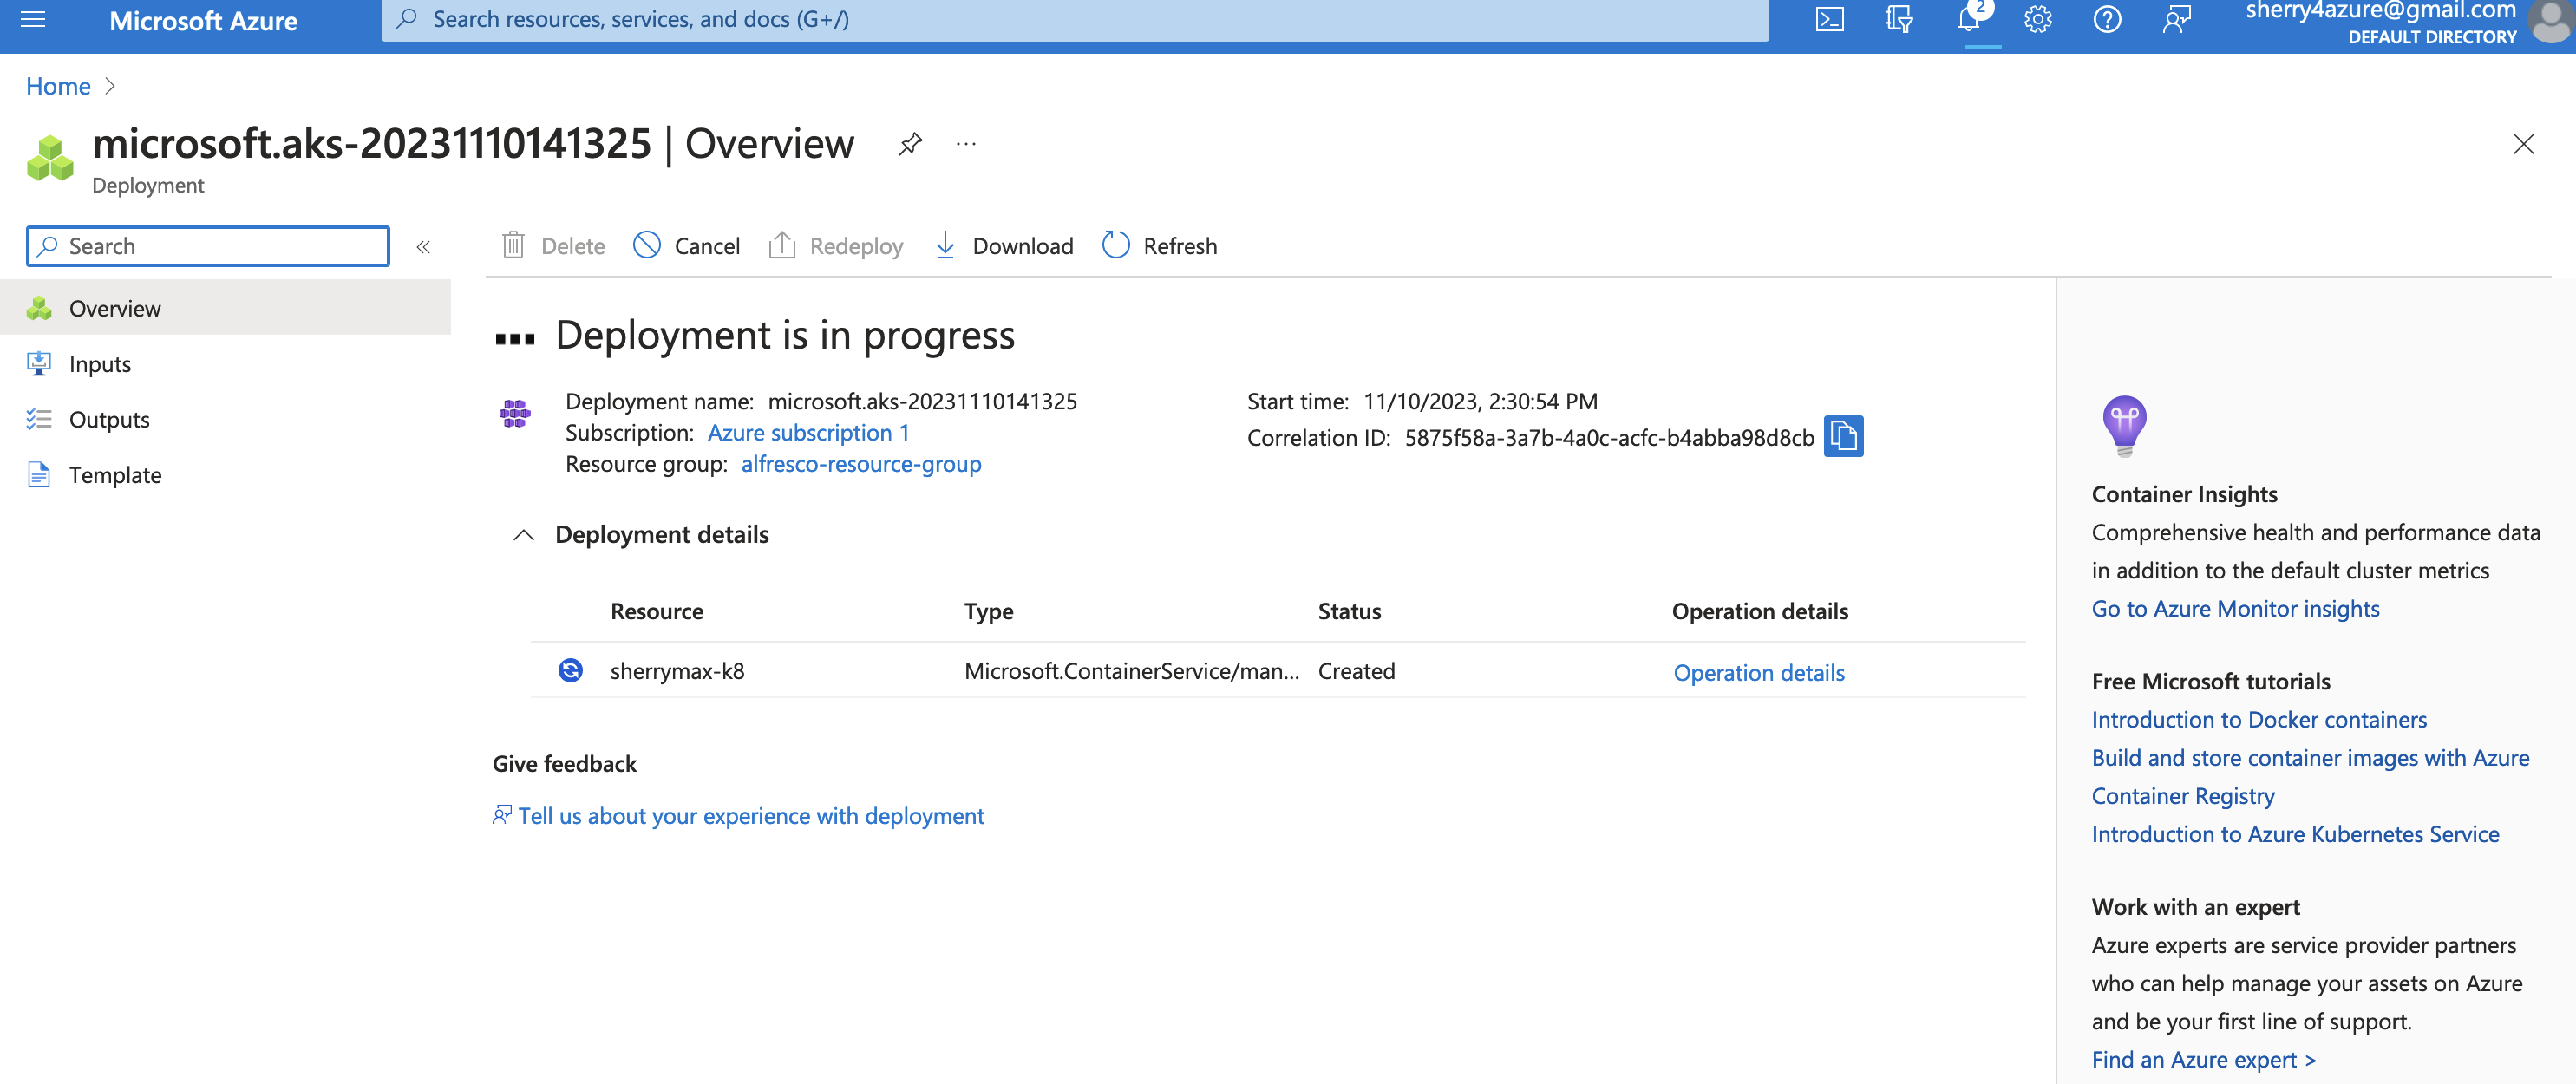 Microsoft Azure
Search resources, services, and docs (G+/)
2
sherry4azure@gmail.com
DEFAULT DIRECTORY
Home
microsoft.aks-20231110141325 | Overview
...
Deployment
Search
«
Delete
Cancel
Redeploy
Download
Refresh
Overview
Inputs
Outputs
Template
Deployment is in progress
Deployment name: microsoft.aks-20231110141325
Subscription: Azure subscription 1
Resource group: alfresco-resource-group
Start time: 11/10/2023, 2:30:54 PM
Correlation ID: 5875f58a-3a7b-4a0c-acfc-b4abba98d8cb
Deployment details
Resource Type Status Operation details
sherrymax-k8 Microsoft.ContainerService/man... Created Operation details
Give feedback
Tell us about your experience with deployment
Container Insights
Comprehensive health and performance data
in addition to the default cluster metrics
Go to Azure Monitor insights
Free Microsoft tutorials
Introduction to Docker containers
Build and store container images with Azure
Container Registry
Introduction to Azure Kubernetes Service
Work with an expert
Azure experts are service provider partners
who can help manage your assets on Azure
and be your first line of support.
Find an Azure expert >